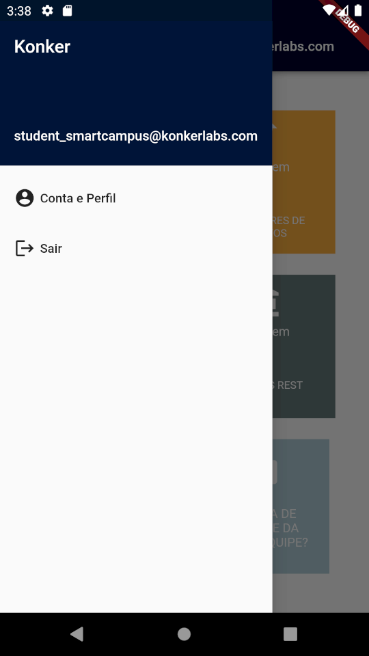 3:38
DEBUG
Konker
erlabs.com
student_smartcampus@konkerlabs.com
em
Conta e Perfil
RES DE
OS
Sair
em
S REST
A DE
E DA
QUIPE?